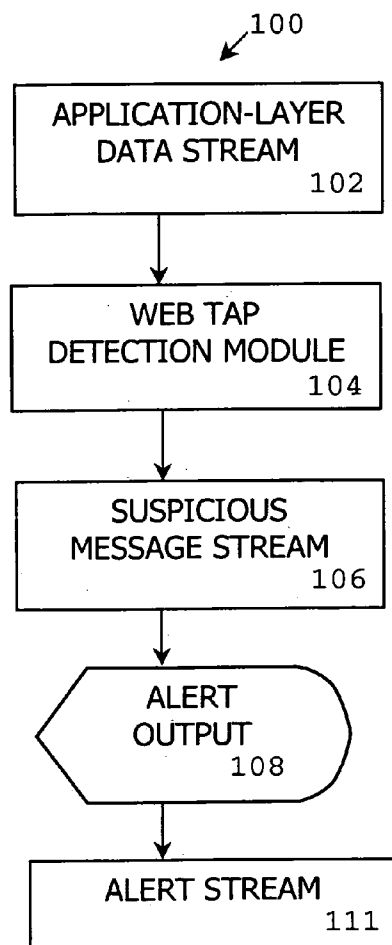 100
APPLICATION-LAYER
DATA STREAM
102
WEB TAP
DETECTION MODULE
104
SUSPICIOUS
MESSAGE STREAM
106
ALERT
OUTPUT
108
ALERT STREAM
111